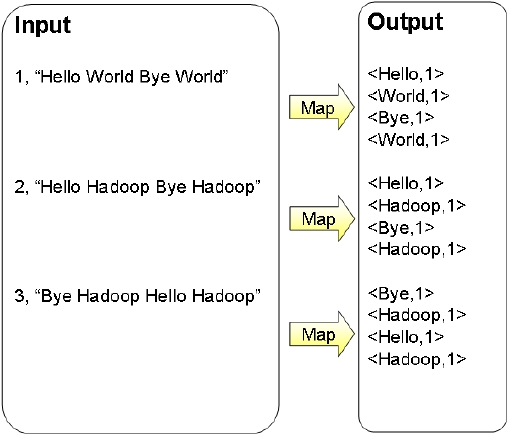 Input
1, “Hello World Bye World”
2, “Hello Hadoop Bye Hadoop”
3, “Bye Hadoop Hello Hadoop”
Map
Map
Map
Output
<Hello,1>
<World,1>
<Bye,1>
<World,1>
<Hello,1>
<Hadoop,1>
<Bye,1>
<Hadoop,1>
<Bye,1>
<Hadoop,1>
<Hello,1>
<Hadoop,1>